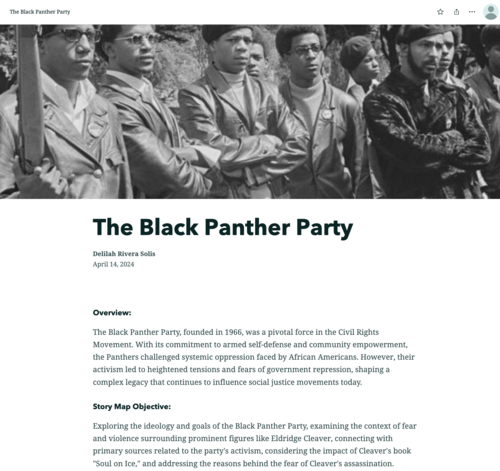 The Black Panther Party
The Black Panther Party
Delilah Rivera Solis
April 14, 2024
Overview:
The Black Panther Party, founded in 1966, was a pivotal force in the Civil Rights
Movement. With its commitment to armed self-defense and community empowerment,
the Panthers challenged systemic oppression faced by African Americans. However, their
activism led to heightened tensions and fears of government repression, shaping a
complex legacy that continues to influence social justice movements today.
Story Map Objective:
Exploring the ideology and goals of the Black Panther Party, examining the context of fear
and violence surrounding prominent figures like Eldridge Cleaver, connecting with
primary sources related to the party's activism, considering the impact of Cleaver's book
"Soul on Ice," and addressing the reasons behind the fear of Cleaver's assassination.